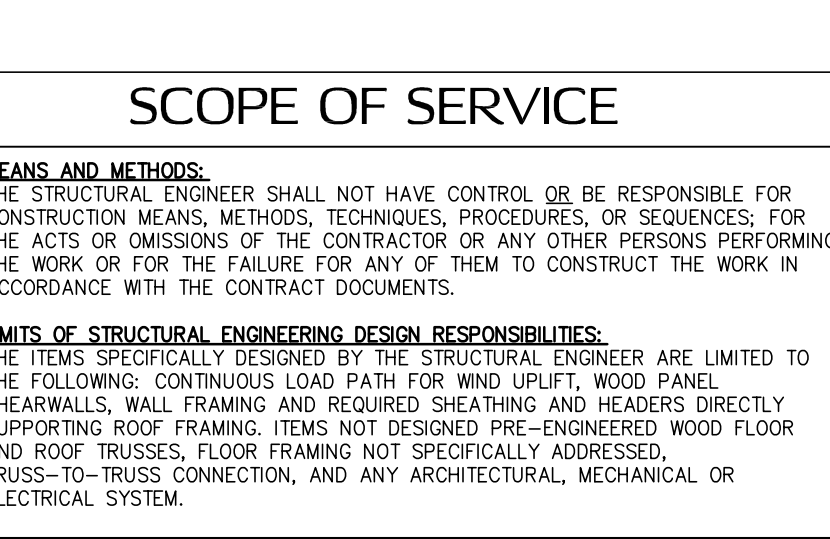 SCOPE OF SERVICE
EANS AND METHODS:
HE STRUCTURAL ENGINEER SHALL NOT HAVE CONTROL OR BE RESPONSIBLE FOR
ONSTRUCTION MEANS, METHODS, TECHNIQUES, PROCEDURES, OR SEQUENCES; FOR
HE ACTS OR OMISSIONS OF THE CONTRACTOR OR ANY OTHER PERSONS PERFORMING
HE WORK OR FOR THE FAILURE FOR ANY OF THEM TO CONSTRUCT THE WORK IN
CCORDANCE WITH THE CONTRACT DOCUMENTS.
MITS OF STRUCTURAL ENGINEERING DESIGN RESPONSIBILITIES:
HE ITEMS SPECIFICALLY DESIGNED BY THE STRUCTURAL ENGINEER ARE LIMITED TO
HE FOLLOWING: CONTINUOUS LOAD PATH FOR WIND UPLIFT, WOOD PANEL
HEARWALLS, WALL FRAMING AND REQUIRED SHEATHING AND HEADERS DIRECTLY
UPPORTING ROOF FRAMING. ITEMS NOT DESIGNED PRE-ENGINEERED WOOD FLOOR
ND ROOF TRUSSES, FLOOR FRAMING NOT SPECIFICALLY ADDRESSED,
RUSS-TO-TRUSS CONNECTION, AND ANY ARCHITECTURAL, MECHANICAL OR
LECTRICAL SYSTEM.